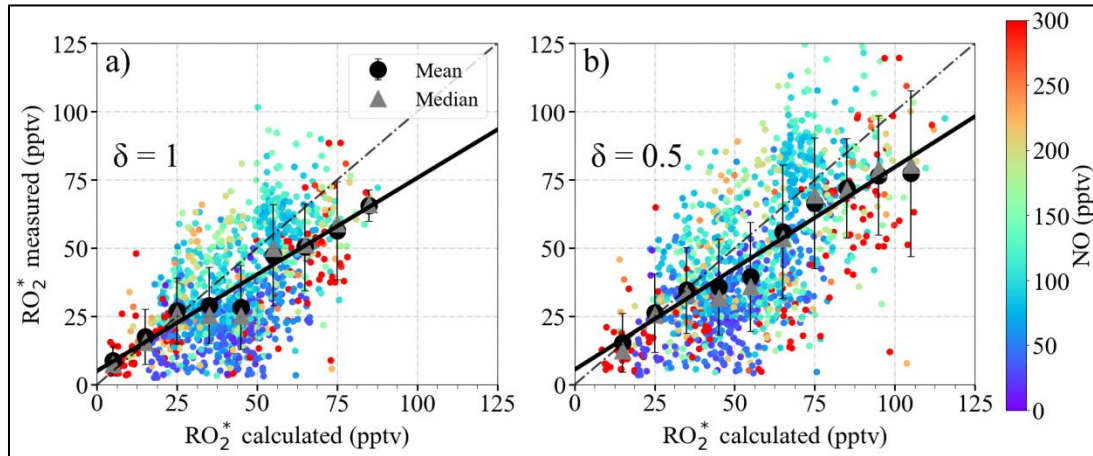 a)
Mean
Median
δ = 1
125
100
75
50
25
0
RO₂* measured (pptv)
0 25 50 75 100 125
RO₂* calculated (pptv)
b)
δ = 0.5
125
100
75
50
25
0
0 25 50 75 100 125
RO₂* calculated (pptv)
300
250
200
150
100
50
0
NO (pptv)